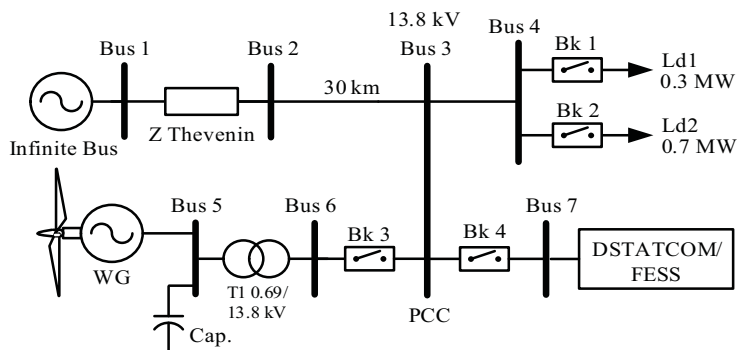 13.8 kV
Bus 1
Bus 2
Bus 3
Bus 4
Bk 1
Ld1
0.3 MW
30 km
Z Thevenin
Infinite Bus
Bk 2
Ld2
0.7 MW
Bus 5
Bus 6
Bus 7
Bk 3
Bk 4
DSTATCOM/
FESS
WG
T1 0.69/
13.8 kV
PCC
Cap.